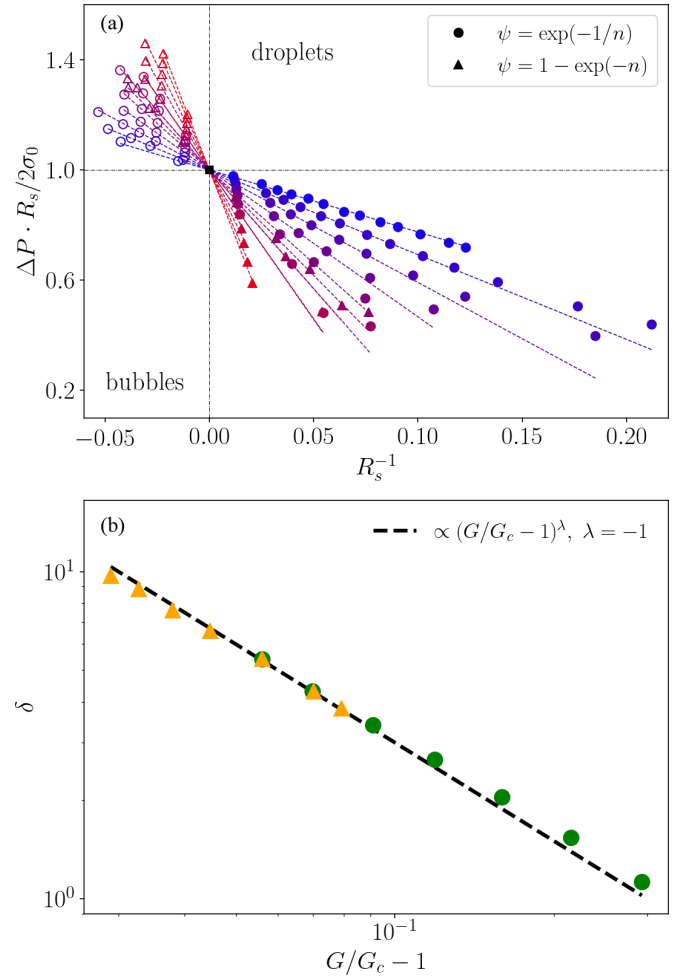 (a)
droplets
ψ = exp(−1/n)
ψ = 1 − exp(−n)
1.4
1.0
0.6
0.2
ΔP · R_s/2σ_0
bubbles
−0.05
0.00
0.05
0.10
0.15
0.20
R_s^{−1}
(b)
∝ (G/G_c − 1)^λ, λ = −1
10^1
10^0
δ
10^{−1}
G/G_c − 1